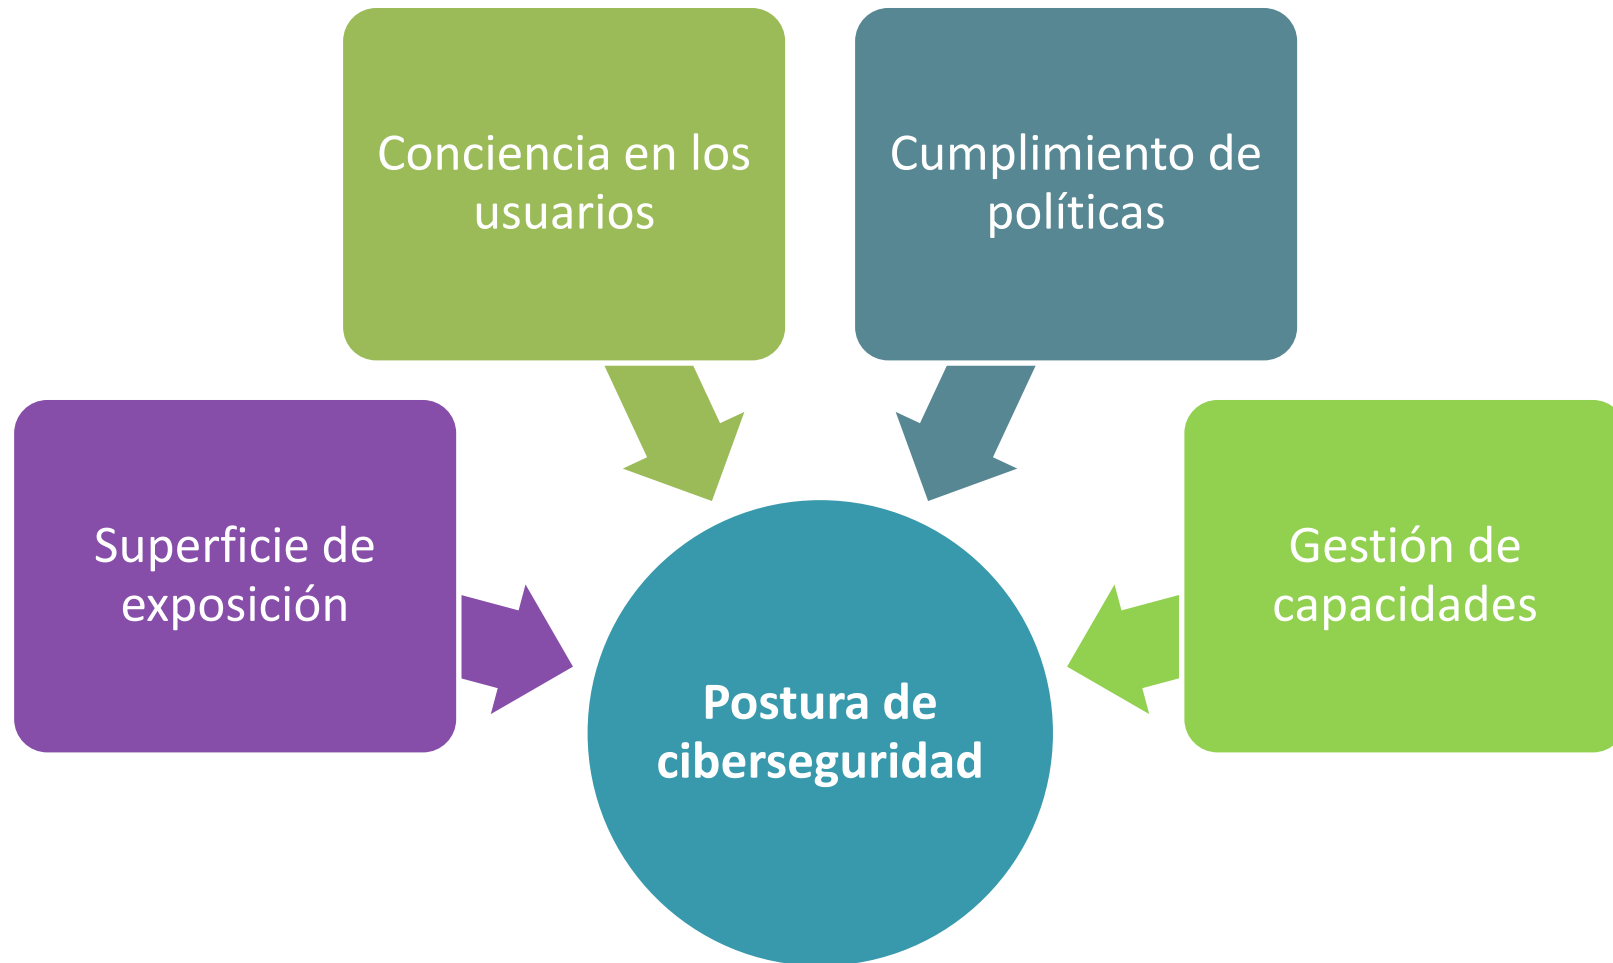 Conciencia en los
usuarios
Cumplimiento de
políticas
Superficie de
exposición
Gestión de
capacidades
Postura de
ciberseguridad